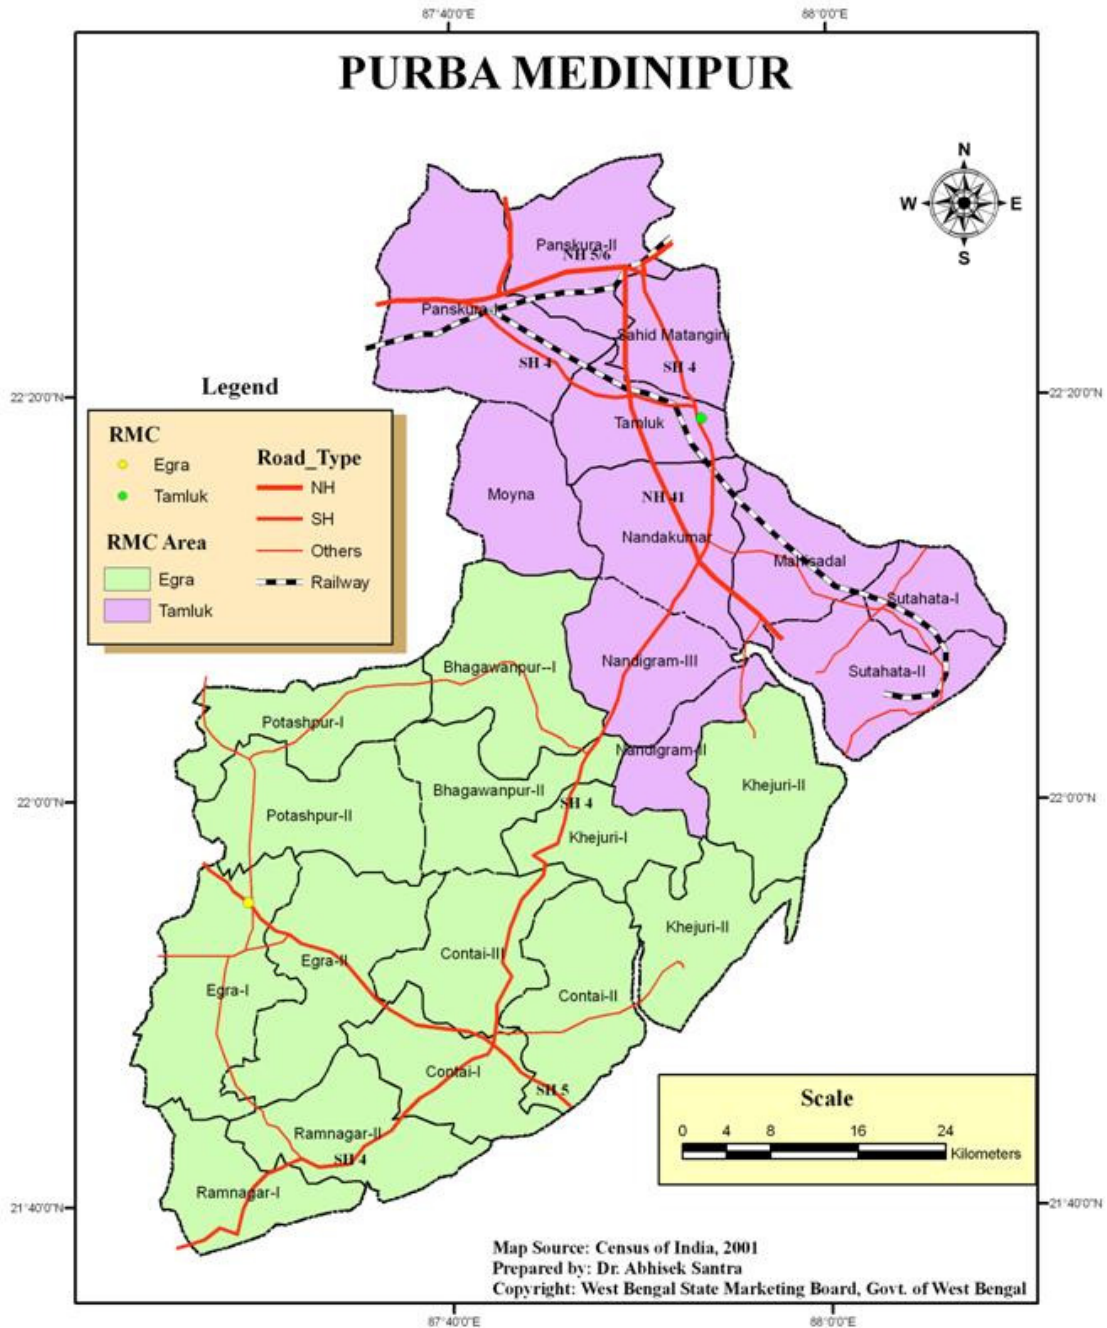 87°40'0"E
88°0'0"E
PURBA MEDINIPUR
N
W
E
S
Panskura-II
NH 5/6
Panskura-I
Sahid Matangini
SH 4
SH 4
22°20'0"N
22°20'0"N
Legend
RMC
Egra
Tamluk
RMC Area
Egra
Tamluk
Road_Type
NH
SH
Others
Railway
Tamluk
Moyna
NH 41
Nandakumar
Mahisadal
Sutahata-I
Sutahata-II
Nandigram-III
Bhagawanpur--I
Potashpur-I
Nandigram-II
Khejuri-II
Bhagawanpur-II
22°0'0"N
22°0'0"N
SH 4
Potashpur-II
Khejuri-I
Khejuri-II
Contai-III
Egra-II
Egra-I
Contai-II
Contai-I
SH 5
Ramnagar-II
SH 4
Ramnagar-I
Scale
0 4 8 16 24
Kilometers
21°40'0"N
21°40'0"N
Map Source: Census of India, 2001
Prepared by: Dr. Abhisek Santra
Copyright: West Bengal State Marketing Board, Govt. of West Bengal
87°40'0"E
88°0'0"E